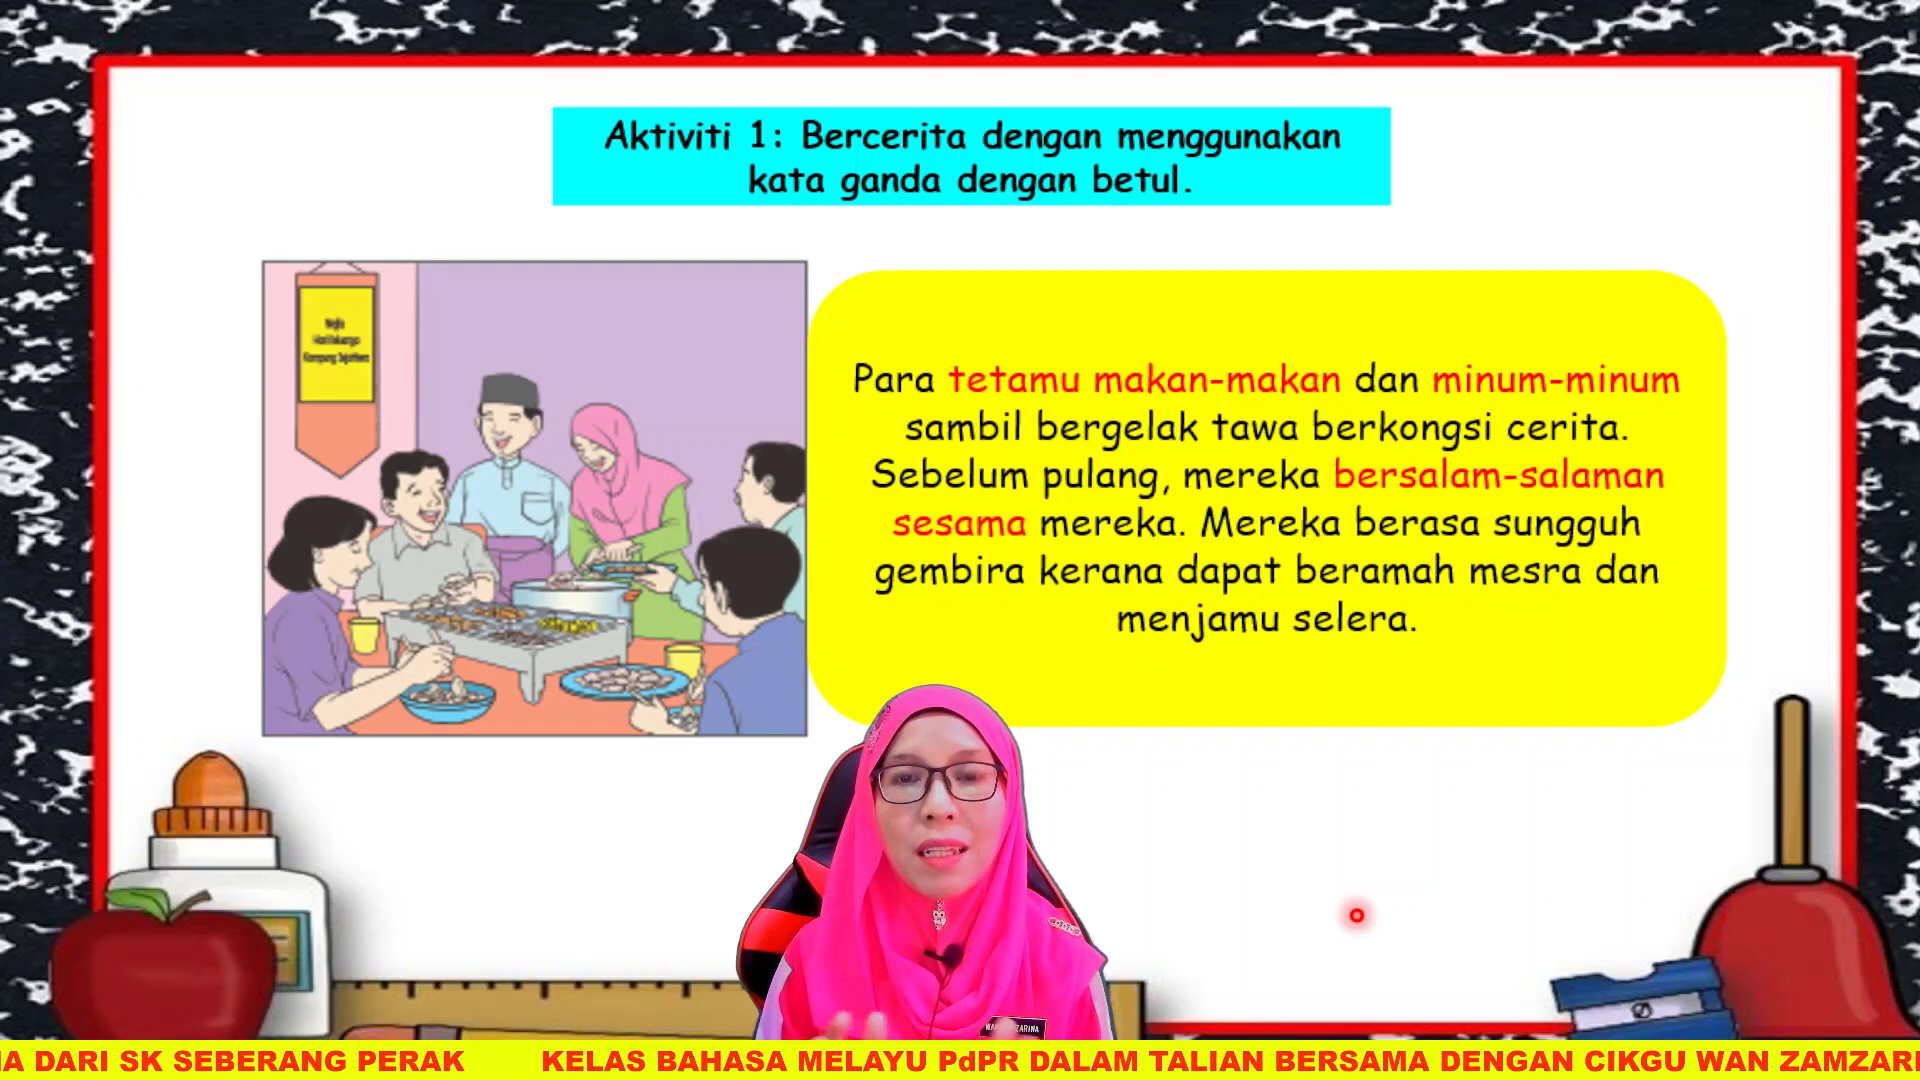 Aktiviti 1: Bercerita dengan menggunakan
kata ganda dengan betul.
Para tetamu makan-makan dan minum-minum
sambil bergelak tawa berkongsi cerita.
Sebelum pulang, mereka bersalam-salaman
sesama mereka. Mereka berasa sungguh
gembira kerana dapat beramah mesra dan
menjamu selera.
DARI SK SEBERANG PERAK KELAS BAHASA MELAYU PdPR DALAM TALIAN BERSAMA DENGAN CIKGU WAN